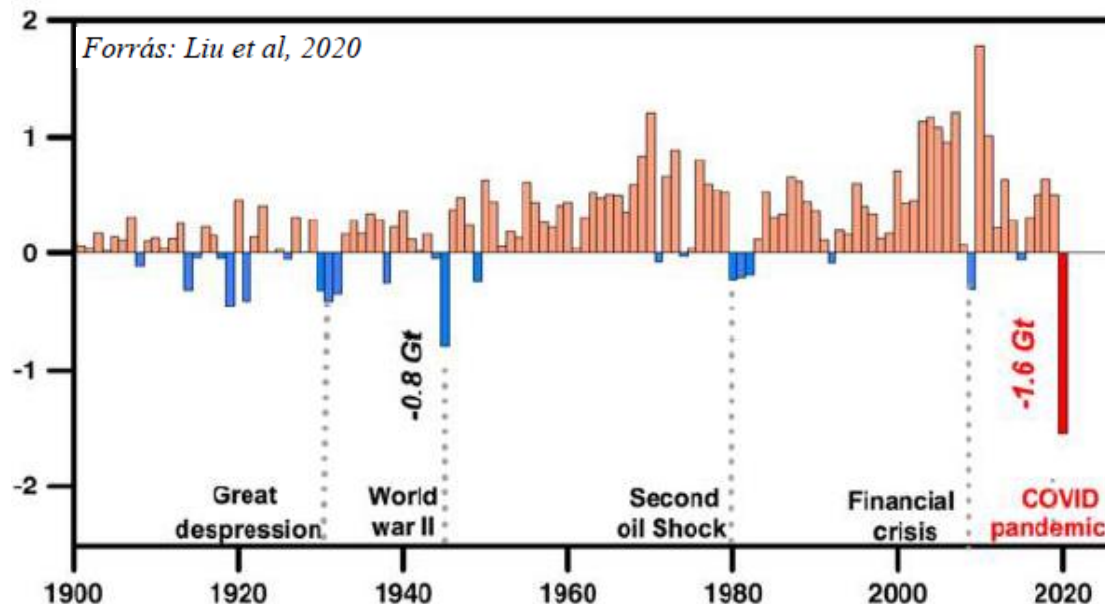 2
Forrás: Liu et al, 2020
1
0
-1
-2
-0.8 Gt
-1.6 Gt
Great
despression
World
war II
Second
oil Shock
Financial
crisis
COVID
pandemic
1900 1920 1940 1960 1980 2000 2020